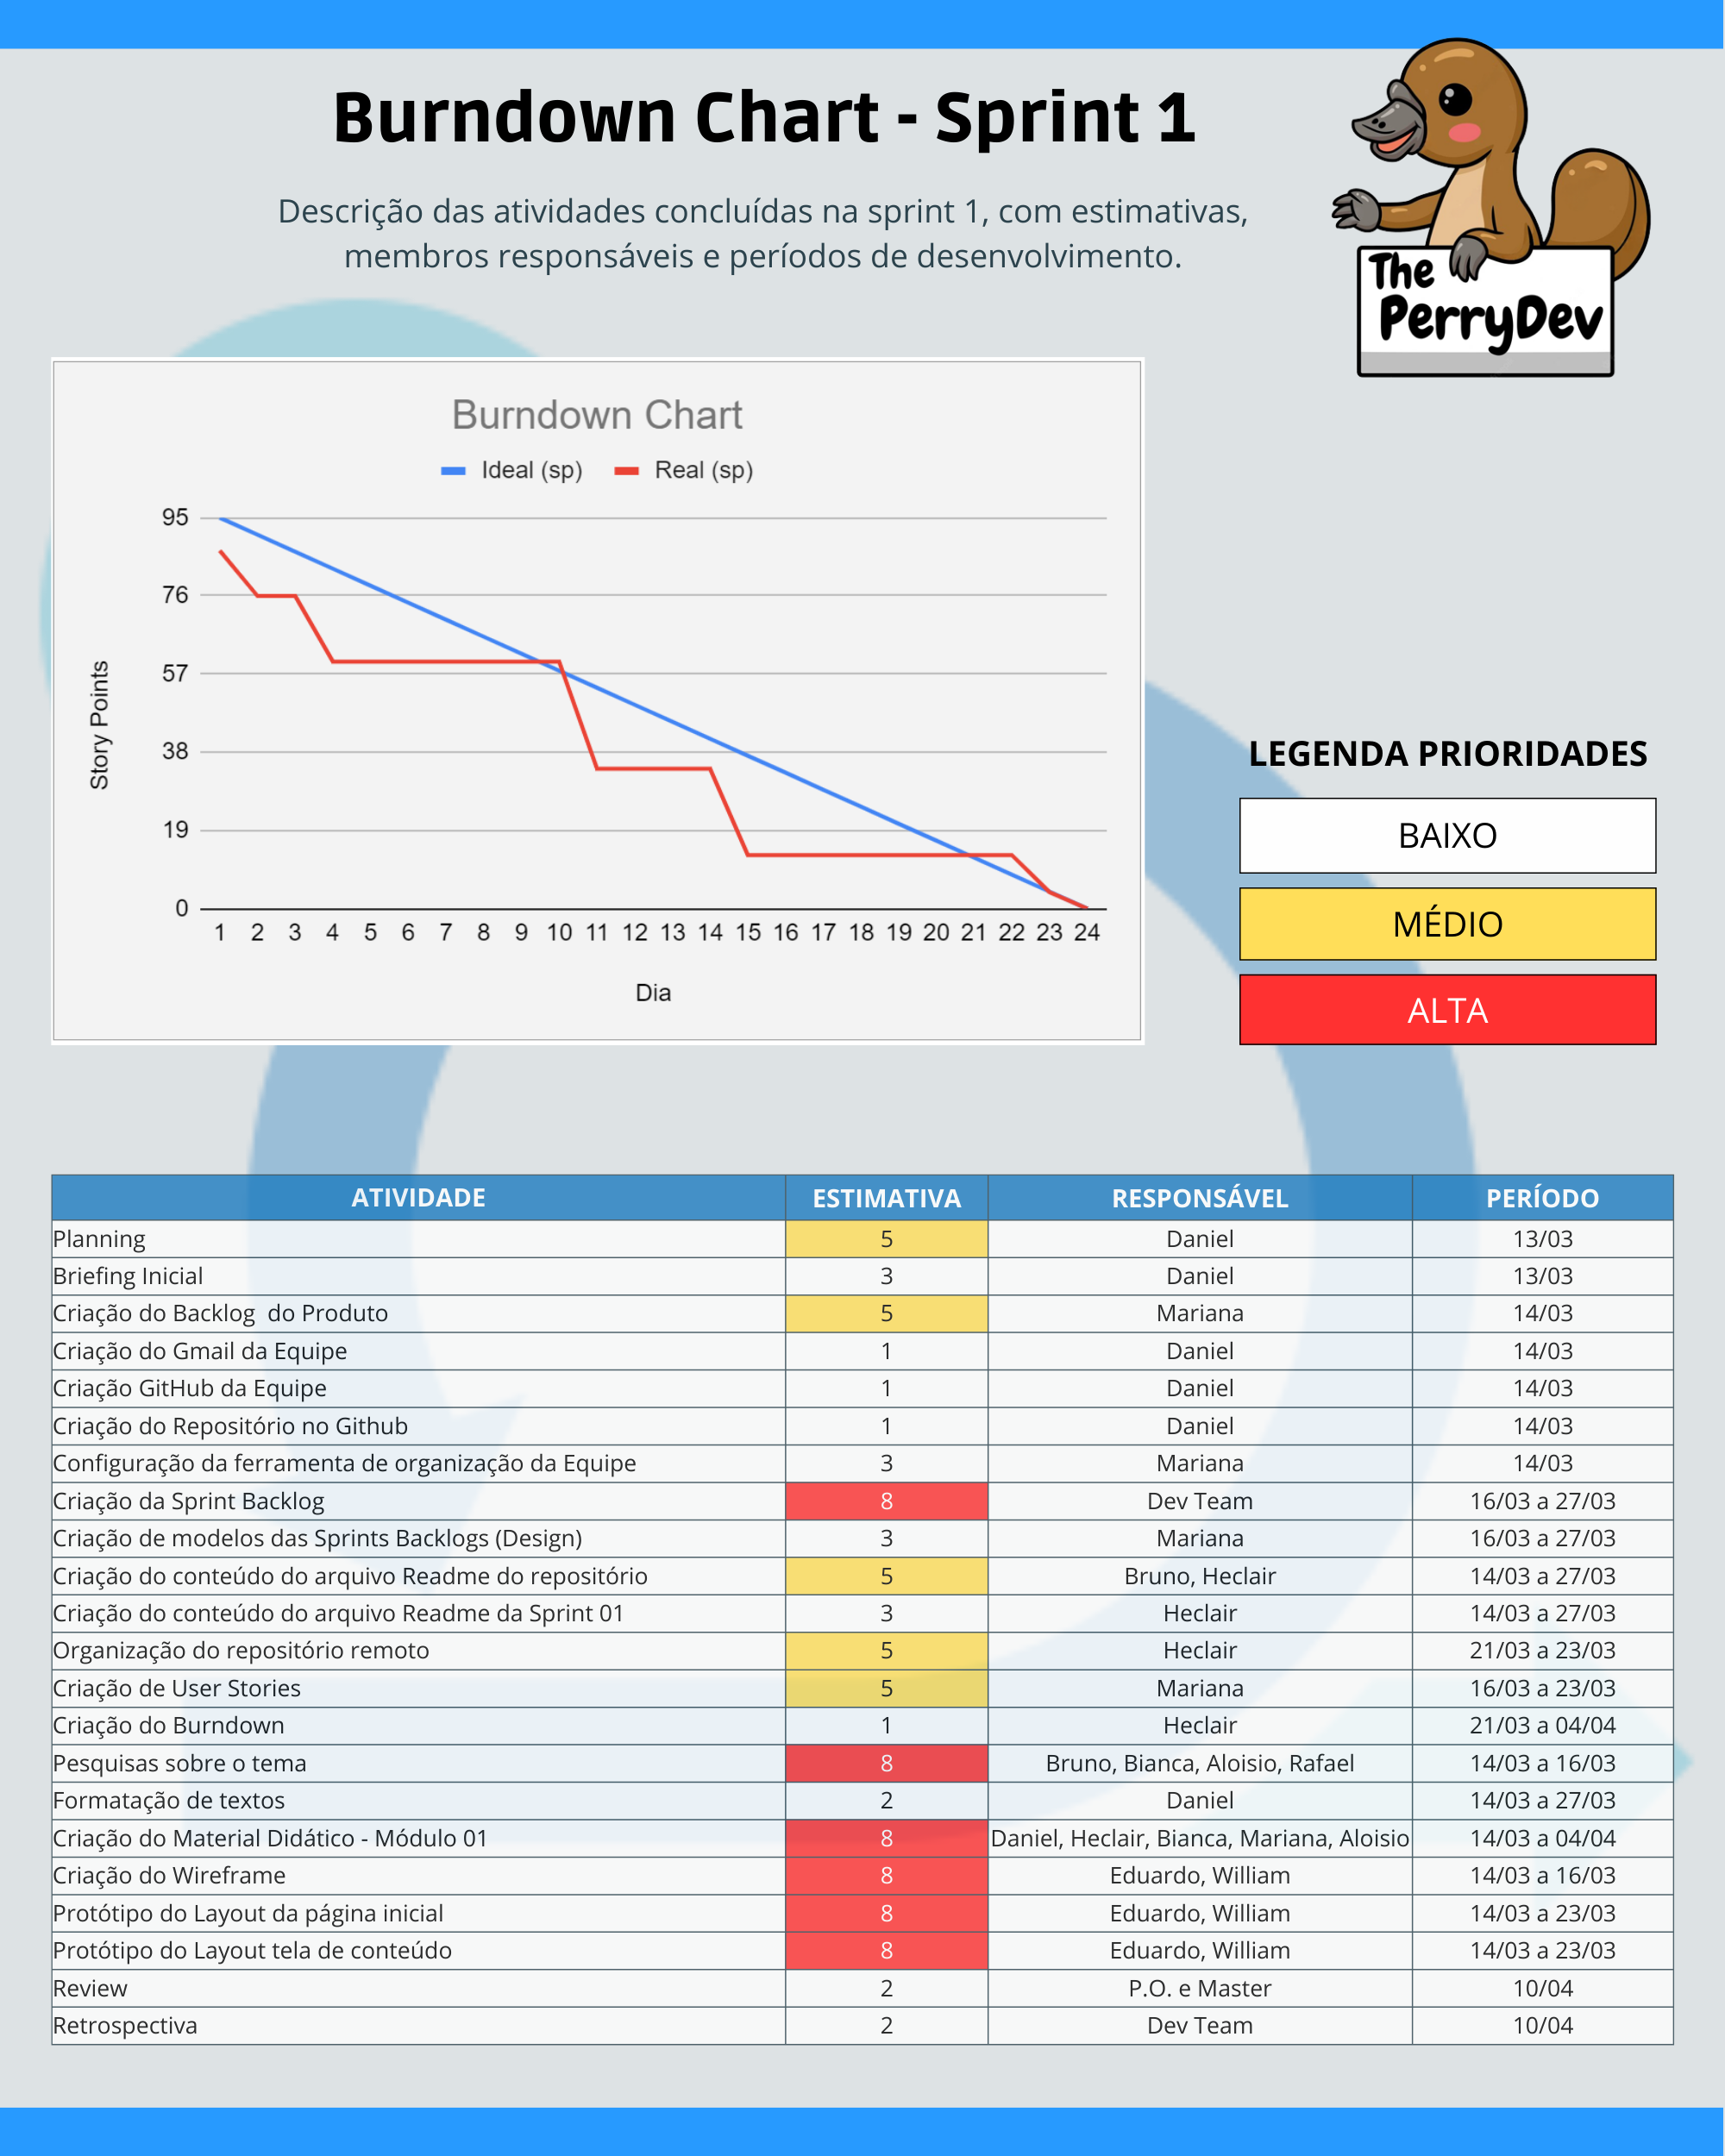 Burndown Chart - Sprint 1
Descrição das atividades concluídas na sprint 1, com estimativas,
membros responsáveis e períodos de desenvolvimento.
The
PerryDev
Burndown Chart
Ideal (sp) Real (sp)
95
76
57
38
19
0
Story Points
1 2 3 4 5 6 7 8 9 10 11 12 13 14 15 16 17 18 19 20 21 22 23 24
Dia
LEGENDA PRIORIDADES
BAIXO
MÉDIO
ALTA
ATIVIDADE ESTIMATIVA RESPONSÁVEL PERÍODO
Planning 5 Daniel 13/03
Briefing Inicial 3 Daniel 13/03
Criação do Backlog  do Produto 5 Mariana 14/03
Criação do Gmail da Equipe 1 Daniel 14/03
Criação GitHub da Equipe 1 Daniel 14/03
Criação do Repositório no Github 1 Daniel 14/03
Configuração da ferramenta de organização da Equipe 3 Mariana 14/03
Criação da Sprint Backlog 8 Dev Team 16/03 a 27/03
Criação de modelos das Sprints Backlogs (Design) 3 Mariana 16/03 a 27/03
Criação do conteúdo do arquivo Readme do repositório 5 Bruno, Heclair 14/03 a 27/03
Criação do conteúdo do arquivo Readme da Sprint 01 3 Heclair 14/03 a 27/03
Organização do repositório remoto 5 Heclair 21/03 a 23/03
Criação de User Stories 5 Mariana 16/03 a 23/03
Criação do Burndown 1 Heclair 21/03 a 04/04
Pesquisas sobre o tema 8 Bruno, Bianca, Aloisio, Rafael 14/03 a 16/03
Formatação de textos 2 Daniel 14/03 a 27/03
Criação do Material Didático - Módulo 01 8 Daniel, Heclair, Bianca, Mariana, Aloisio 14/03 a 04/04
Criação do Wireframe 8 Eduardo, William 14/03 a 16/03
Protótipo do Layout da página inicial 8 Eduardo, William 14/03 a 23/03
Protótipo do Layout tela de conteúdo 8 Eduardo, William 14/03 a 23/03
Review 2 P.O. e Master 10/04
Retrospectiva 2 Dev Team 10/04